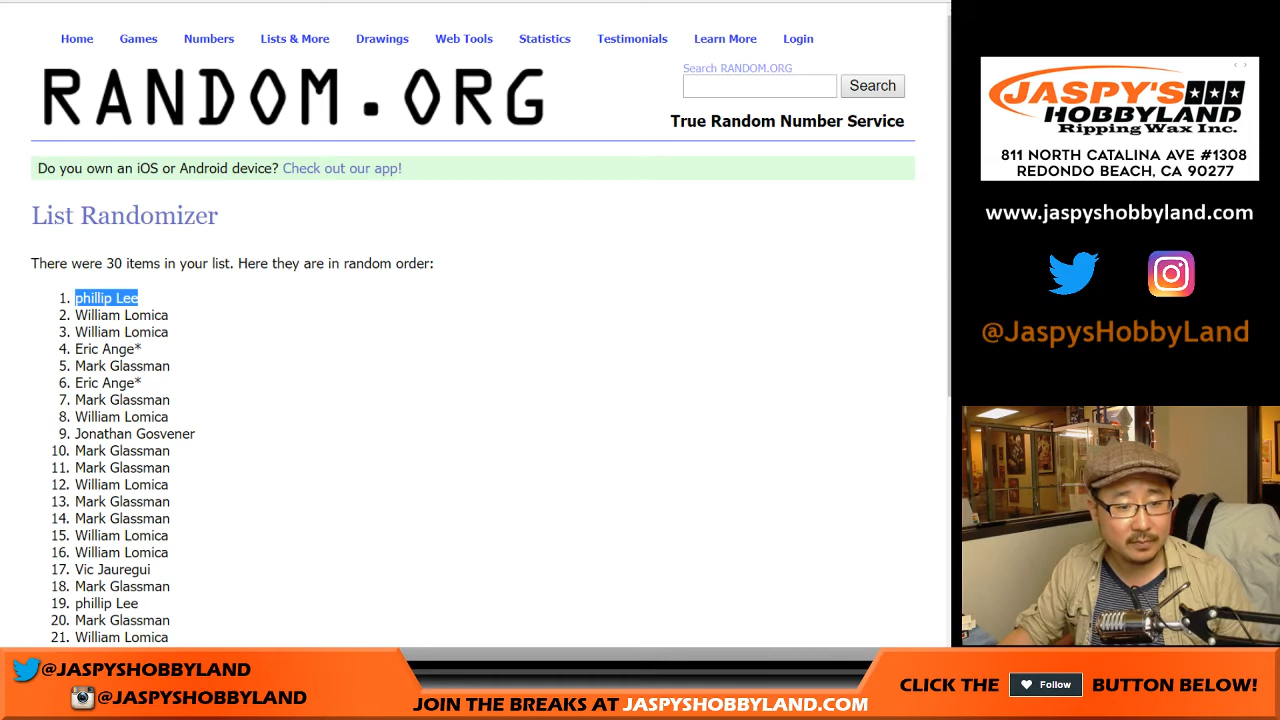 Home Games Numbers Lists & More Drawings Web Tools Statistics Testimonials Learn More Login
RANDOM.ORG
Search RANDOM.ORG
Search
True Random Number Service
Do you own an iOS or Android device? Check out our app!
List Randomizer
There were 30 items in your list. Here they are in random order:
1. phillip Lee
2. William Lomica
3. William Lomica
4. Eric Ange*
5. Mark Glassman
6. Eric Ange*
7. Mark Glassman
8. William Lomica
9. Jonathan Gosvener
10. Mark Glassman
11. Mark Glassman
12. William Lomica
13. Mark Glassman
14. Mark Glassman
15. William Lomica
16. William Lomica
17. Vic Jauregui
18. Mark Glassman
19. phillip Lee
20. Mark Glassman
21. William Lomica
JASPY'S
HOBBYLAND
Ripping Wax Inc.
811 NORTH CATALINA AVE #1308
REDONDO BEACH, CA 90277
www.jaspyshobbyland.com
@JaspysHobbyLand
@JASPYSHOBBYLAND
@JASPYSHOBBYLAND
JOIN THE BREAKS AT JASPYSHOBBYLAND.COM
CLICK THE Follow BUTTON BELOW!